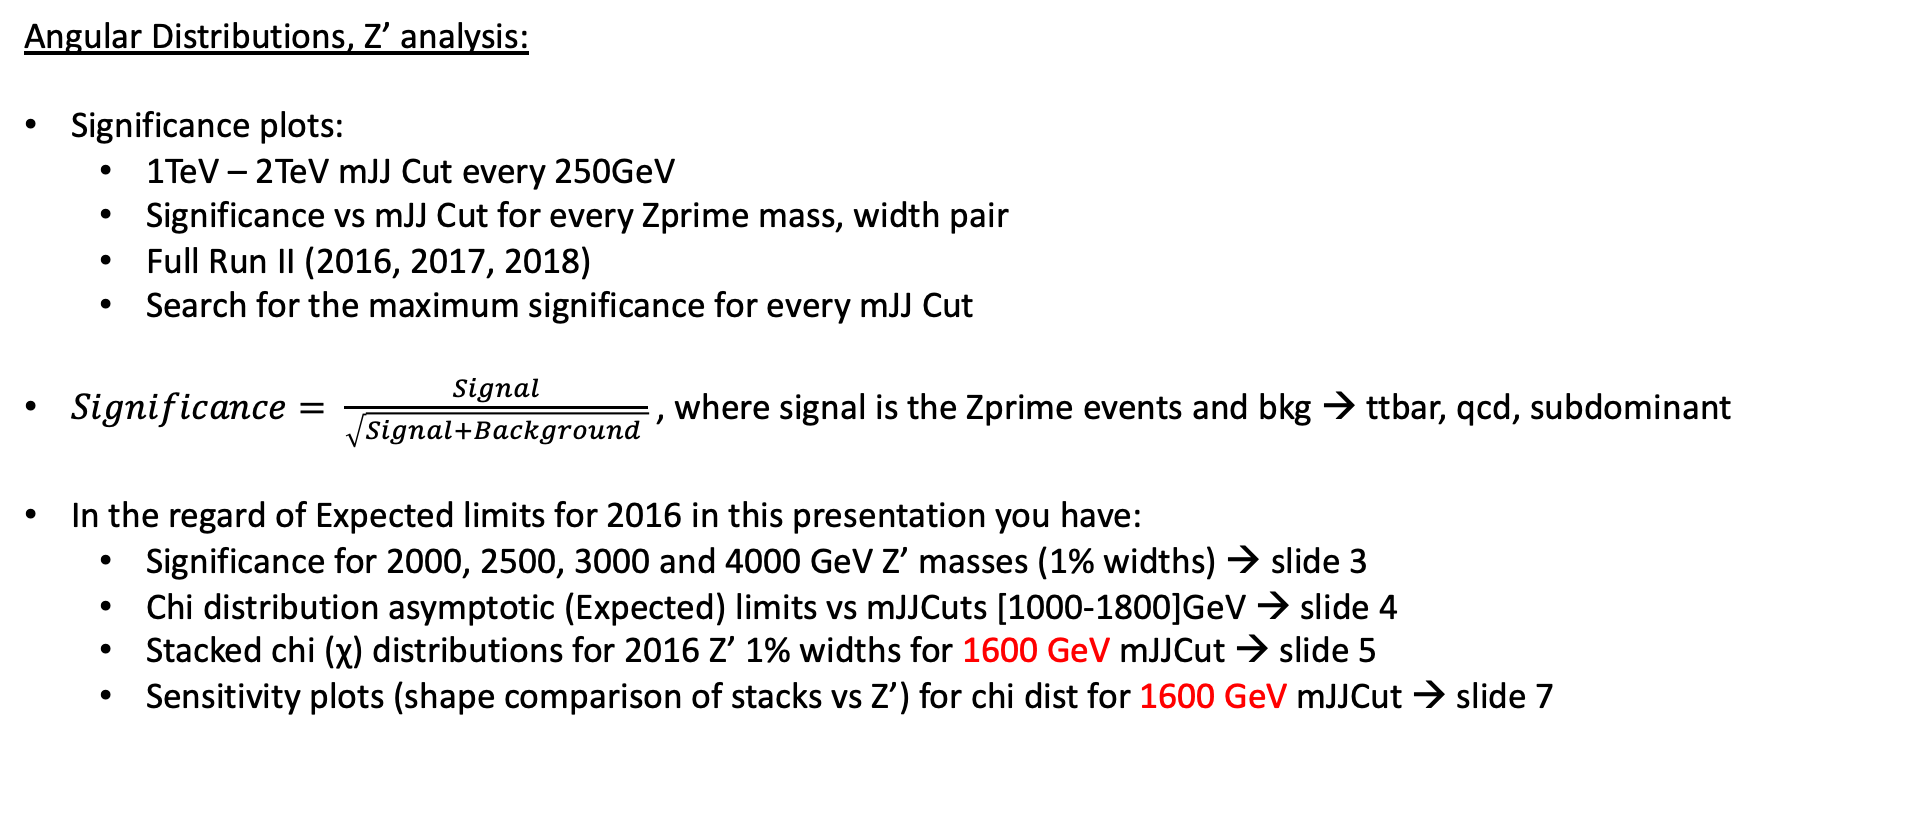 Angular Distributions, Z’ analysis:
• Significance plots:
• 1TeV – 2TeV mJJ Cut every 250GeV
• Significance vs mJJ Cut for every Zprime mass, width pair
• Full Run II (2016, 2017, 2018)
• Search for the maximum significance for every mJJ Cut
• Significance = Signal / √(Signal+Background) , where signal is the Zprime events and bkg → ttbar, qcd, subdominant
• In the regard of Expected limits for 2016 in this presentation you have:
• Significance for 2000, 2500, 3000 and 4000 GeV Z’ masses (1% widths) → slide 3
• Chi distribution asymptotic (Expected) limits vs mJJCuts [1000-1800]GeV → slide 4
• Stacked chi (χ) distributions for 2016 Z’ 1% widths for 1600 GeV mJJCut → slide 5
• Sensitivity plots (shape comparison of stacks vs Z’) for chi dist for 1600 GeV mJJCut → slide 7